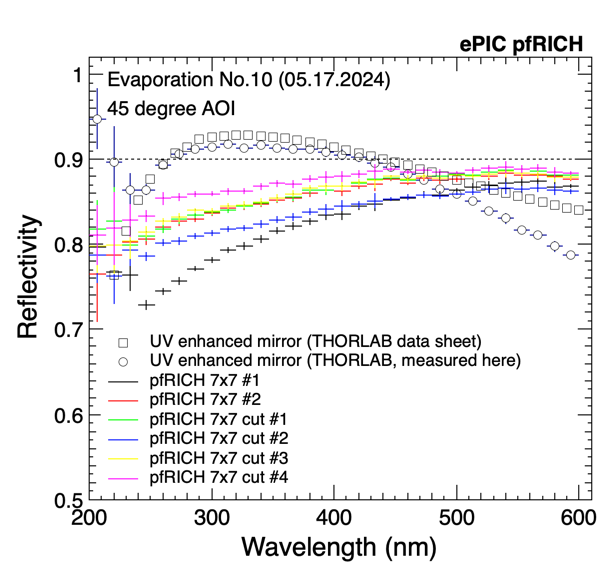 ePIC pfRICH
Evaporation No.10 (05.17.2024)
45 degree AOI
1
0.9
0.8
0.7
0.6
0.5
Reflectivity
UV enhanced mirror (THORLAB data sheet)
UV enhanced mirror (THORLAB, measured here)
pfRICH 7x7 #1
pfRICH 7x7 #2
pfRICH 7x7 cut #1
pfRICH 7x7 cut #2
pfRICH 7x7 cut #3
pfRICH 7x7 cut #4
200 300 400 500 600
Wavelength (nm)